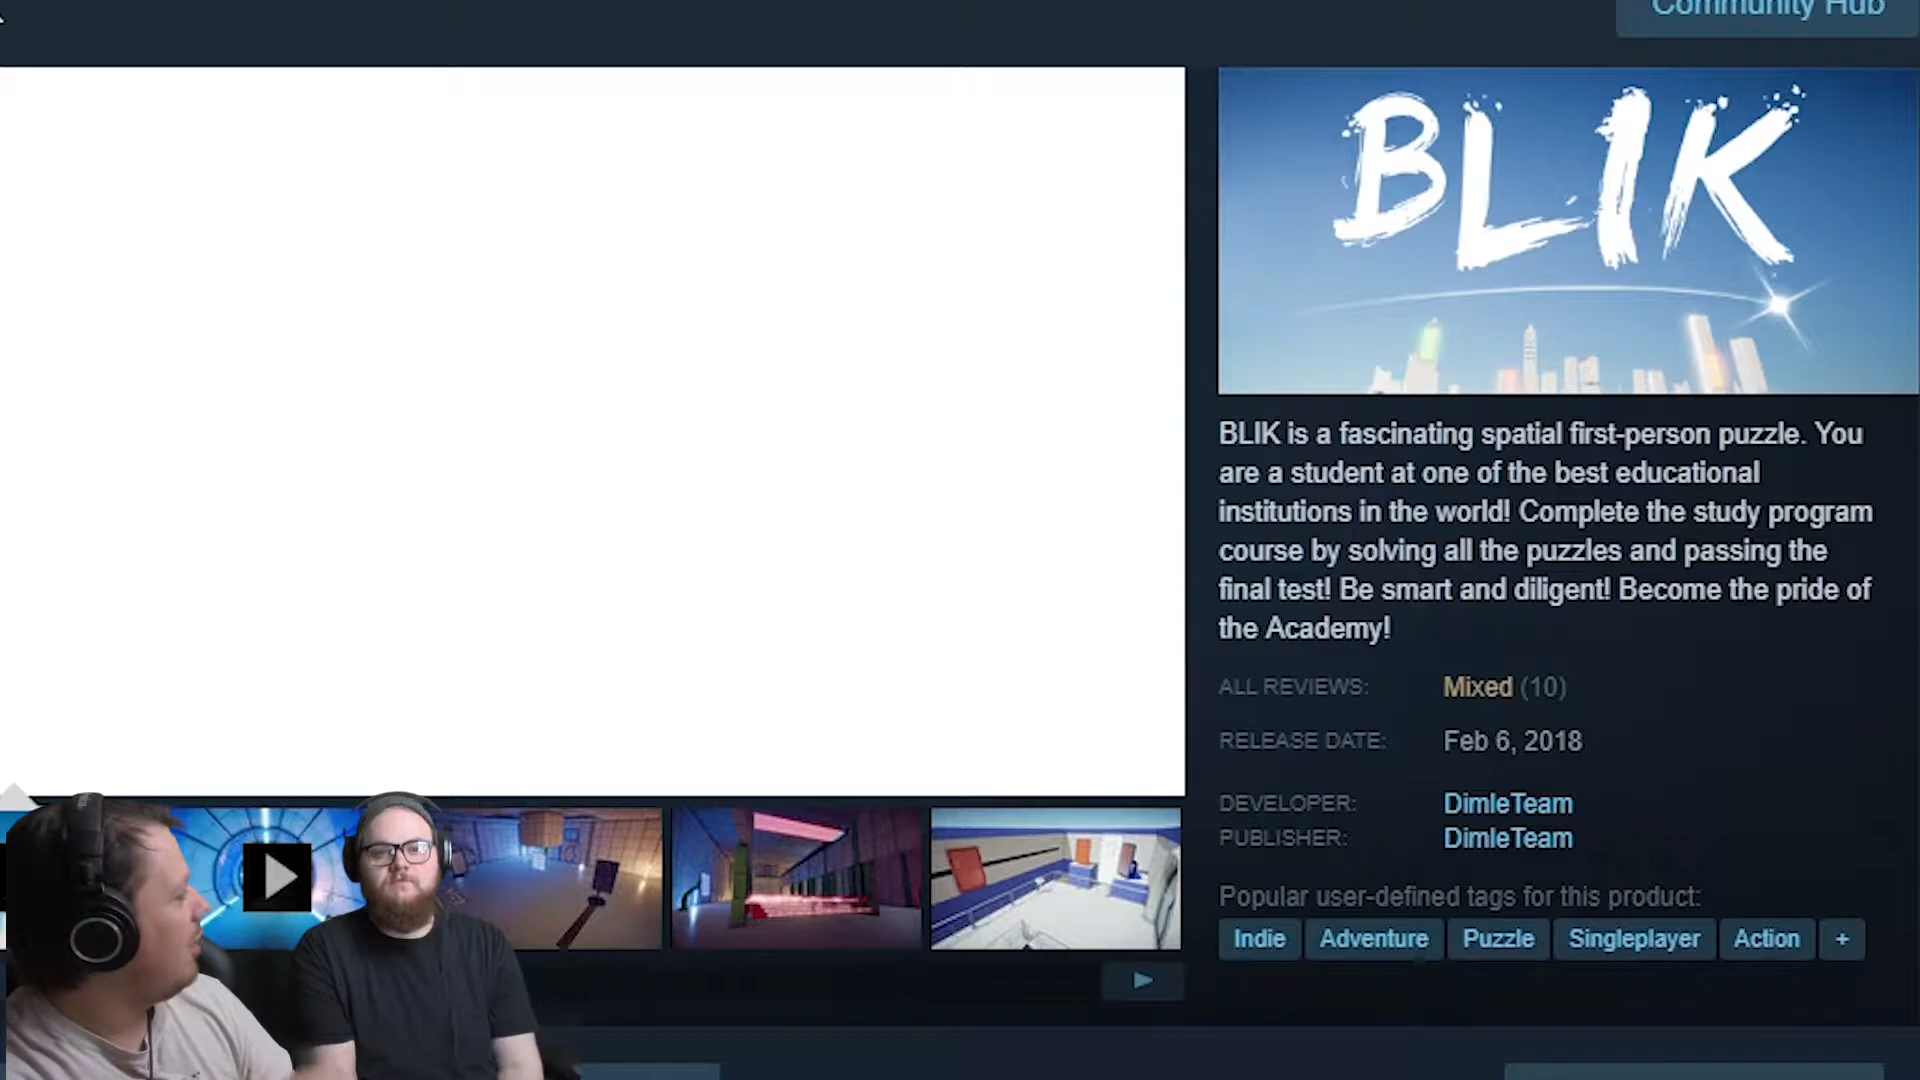 Community Hub
BLIK
BLIK is a fascinating spatial first-person puzzle. You
are a student at one of the best educational
institutions in the world! Complete the study program
course by solving all the puzzles and passing the
final test! Be smart and diligent! Become the pride of
the Academy!
ALL REVIEWS: Mixed (10)
RELEASE DATE: Feb 6, 2018
DEVELOPER: DimleTeam
PUBLISHER: DimleTeam
Popular user-defined tags for this product:
Indie Adventure Puzzle Singleplayer Action +